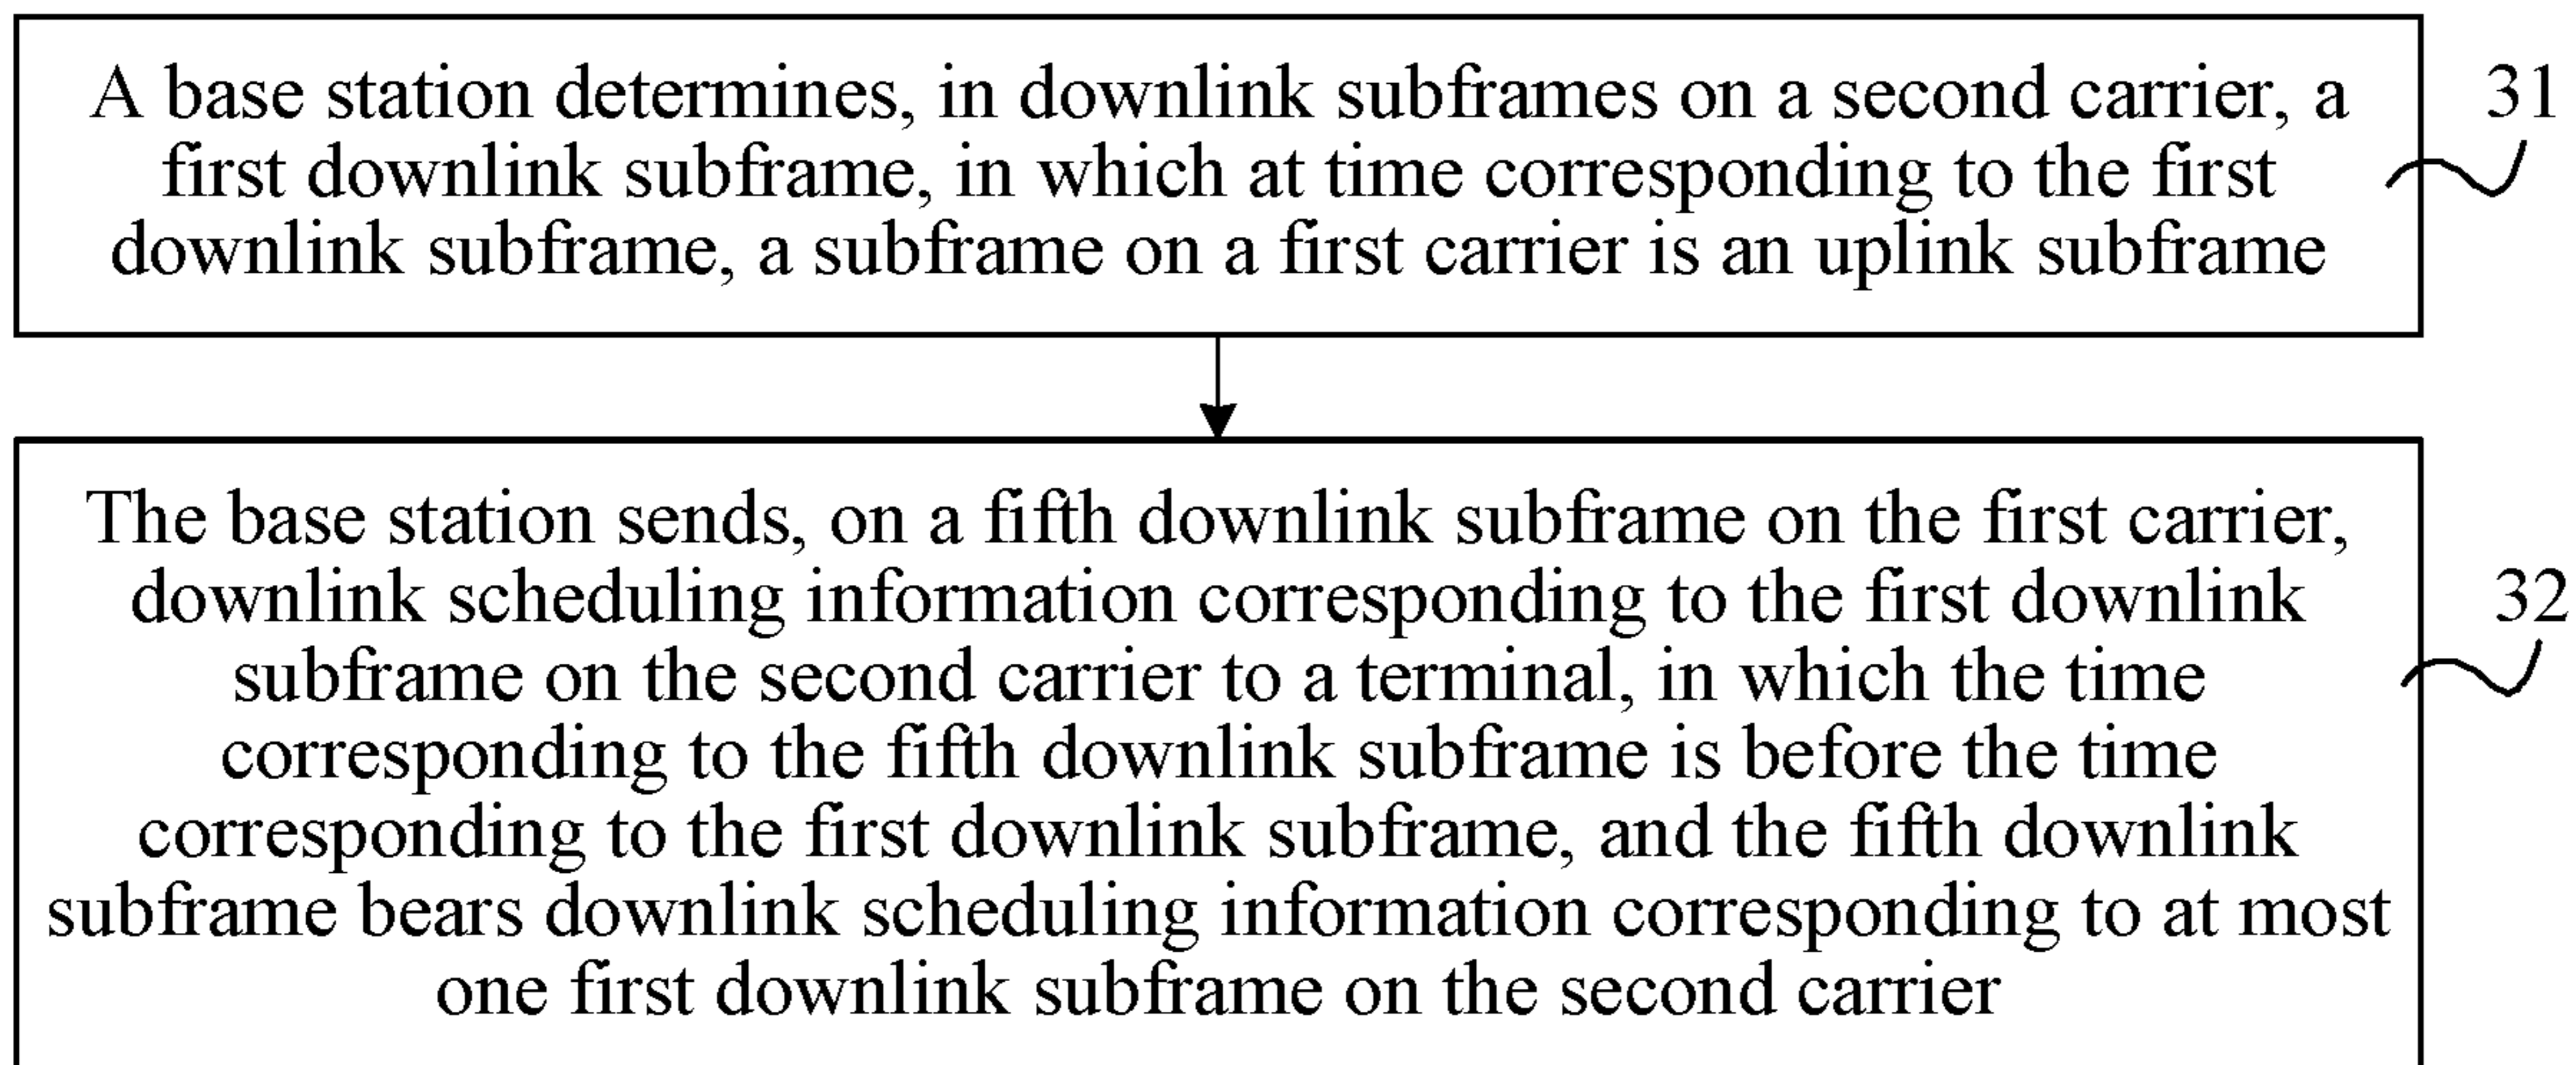 A base station determines, in downlink subframes on a second carrier, a
first downlink subframe, in which at time corresponding to the first
downlink subframe, a subframe on a first carrier is an uplink subframe
31
The base station sends, on a fifth downlink subframe on the first carrier,
downlink scheduling information corresponding to the first downlink
subframe on the second carrier to a terminal, in which the time
corresponding to the fifth downlink subframe is before the time
corresponding to the first downlink subframe, and the fifth downlink
subframe bears downlink scheduling information corresponding to at most
one first downlink subframe on the second carrier
32